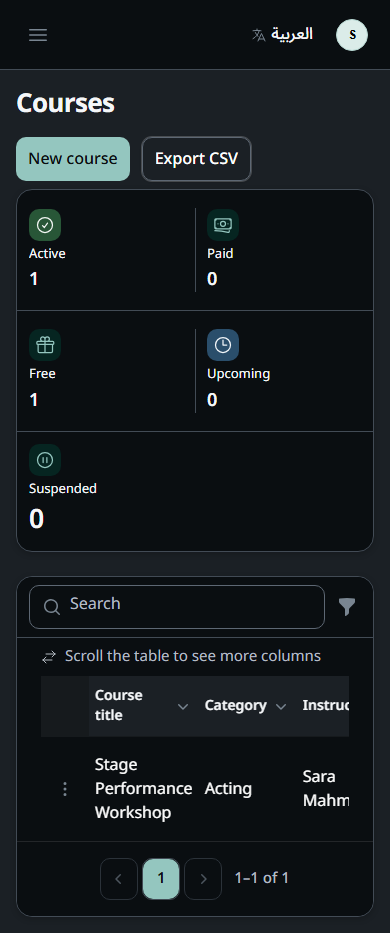 العربية
S
Courses
New course
Export CSV
Active
1
Paid
0
Free
1
Upcoming
0
Suspended
0
Search
Scroll the table to see more columns
Course
title
Category
Instruc
Stage
Performance
Workshop
Acting
Sara
Mahm
1
1–1 of 1